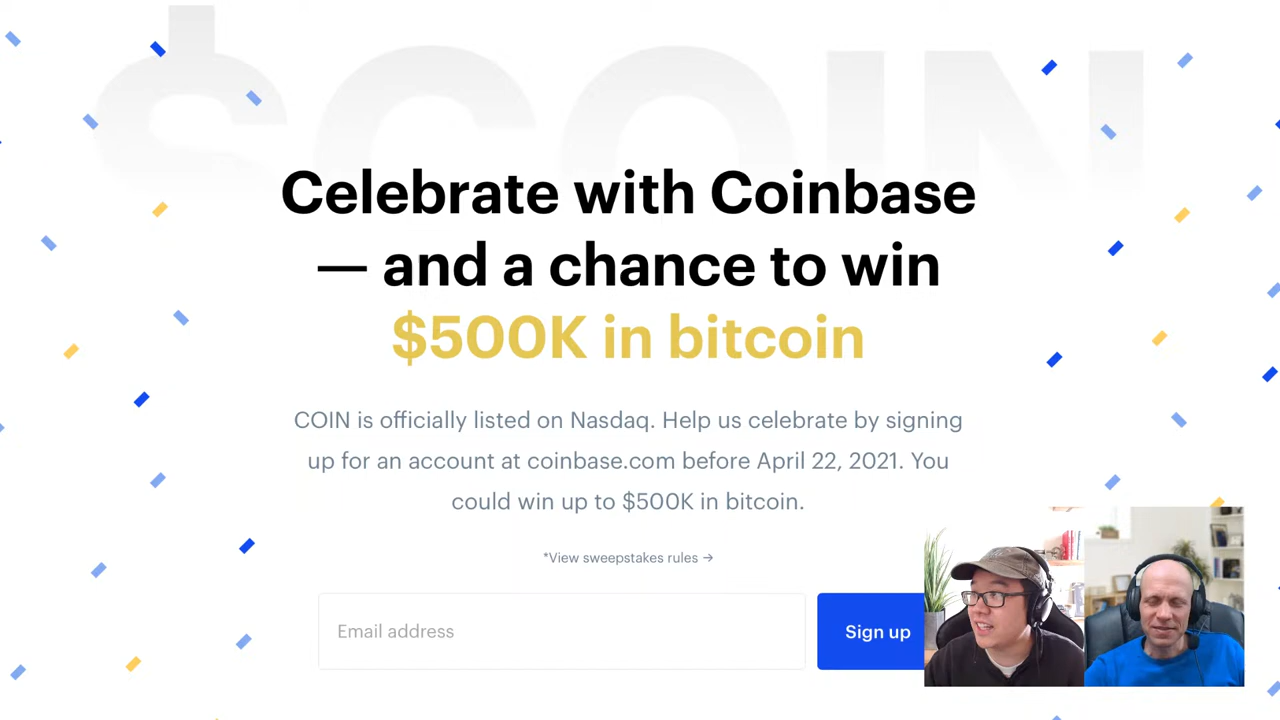 $COIN
Celebrate with Coinbase
— and a chance to win
$500K in bitcoin
COIN is officially listed on Nasdaq. Help us celebrate by signing
up for an account at coinbase.com before April 22, 2021. You
could win up to $500K in bitcoin.
*View sweepstakes rules →
Email address
Sign up